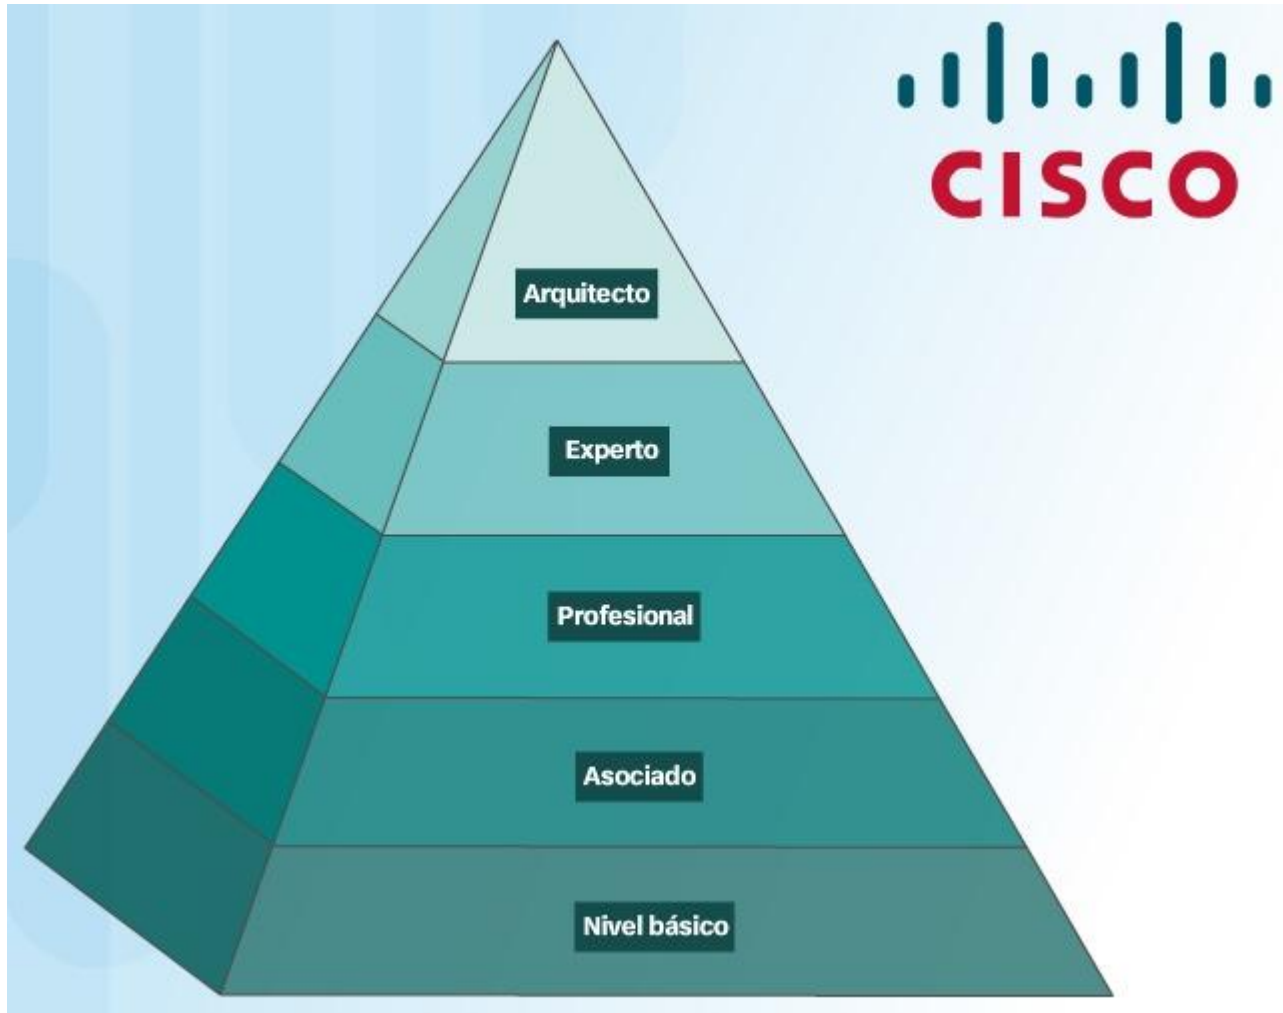 CISCO
Arquitecto
Experto
Profesional
Asociado
Nivel básico